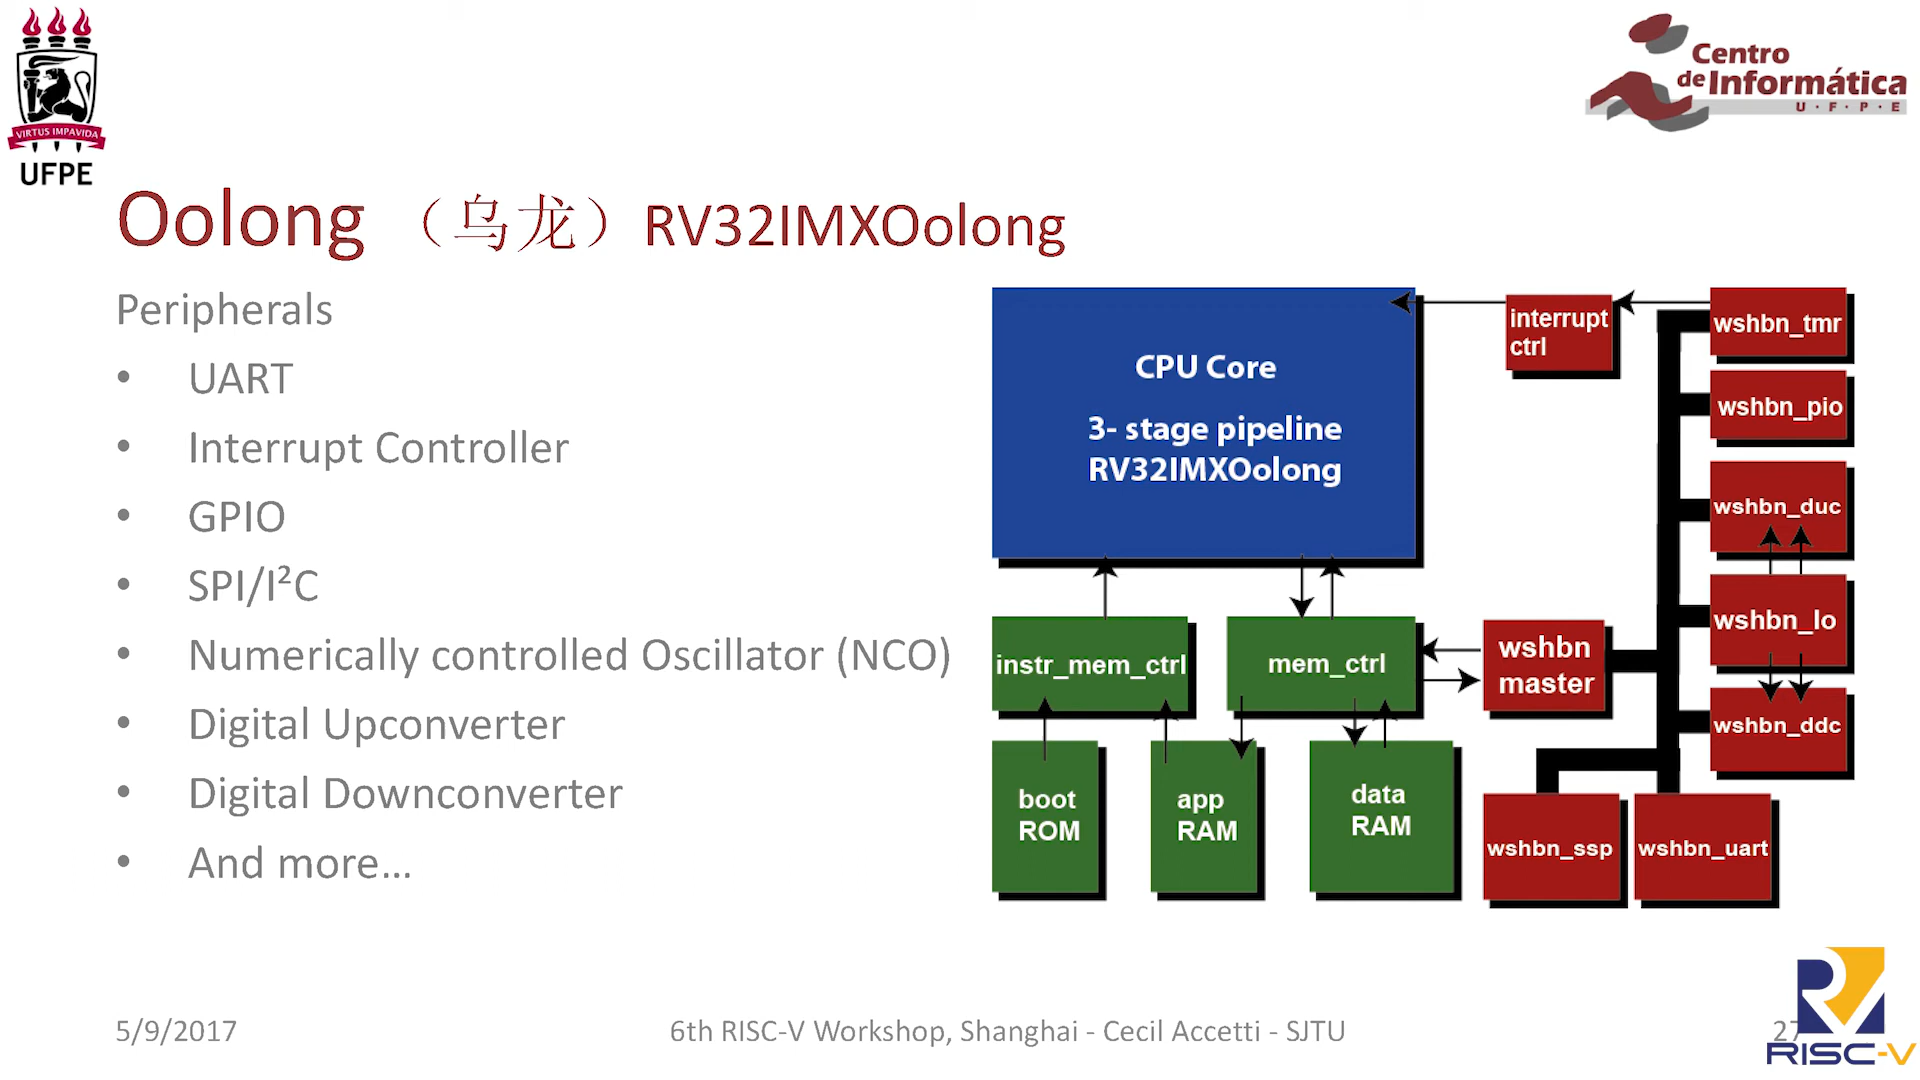 VIRTUS IMPAVIDA
UFPE
Centro
de Informática
U·F·P·E
Oolong （乌龙）RV32IMXOolong
Peripherals
• UART
• Interrupt Controller
• GPIO
• SPI/I²C
• Numerically controlled Oscillator (NCO)
• Digital Upconverter
• Digital Downconverter
• And more...
CPU Core
3- stage pipeline
RV32IMXOolong
interrupt
ctrl
wshbn_tmr
wshbn_pio
wshbn_duc
wshbn_lo
wshbn_ddc
instr_mem_ctrl
mem_ctrl
wshbn
master
boot
ROM
app
RAM
data
RAM
wshbn_ssp
wshbn_uart
5/9/2017
6th RISC-V Workshop, Shanghai - Cecil Accetti - SJTU
27
RISC-V